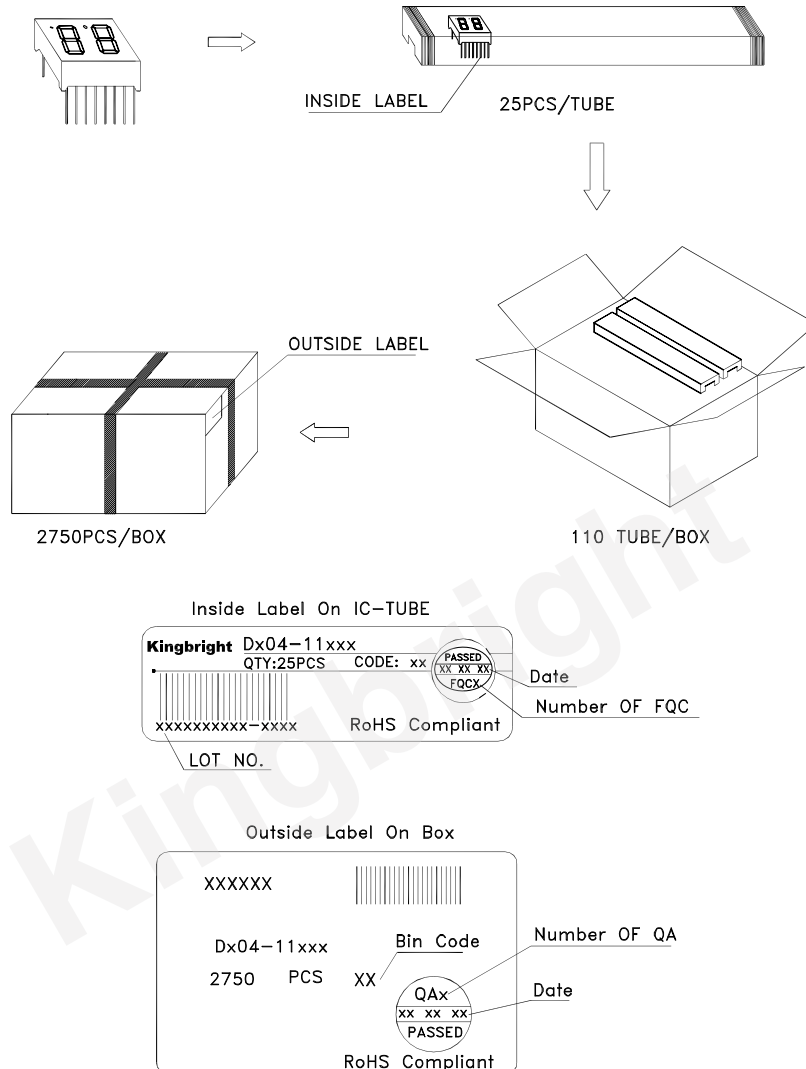 INSIDE LABEL
25PCS/TUBE
OUTSIDE LABEL
2750PCS/BOX
110 TUBE/BOX
Inside Label On IC-TUBE
Kingbright Dx04-11xxx
QTY:25PCS CODE: xx
PASSED
xx xx xx
FQCX
Date
Number OF FQC
xxxxxxxxxx-xxxx
RoHS Compliant
LOT NO.
Outside Label On Box
XXXXXX
Dx04-11xxx
Bin Code
Number OF QA
2750 PCS XX
QAx
Date
xx xx xx
PASSED
RoHS Compliant
Kingbright